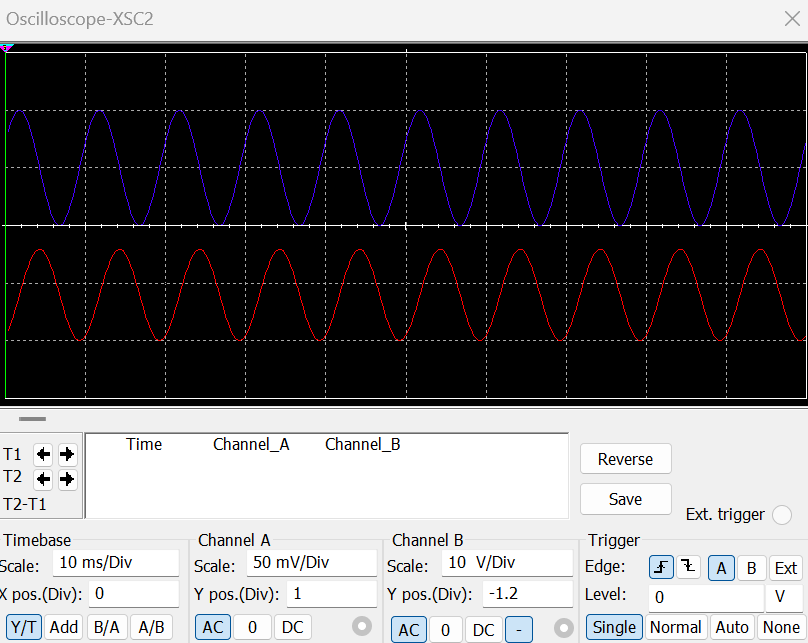 Oscilloscope-XSC2
Time Channel_A Channel_B
T1
T2
T2-T1
Reverse
Save
Ext. trigger
Timebase
Scale: 10 ms/Div
X pos.(Div): 0
Y/T Add B/A A/B
Channel A
Scale: 50 mV/Div
Y pos.(Div): 1
AC 0 DC
Channel B
Scale: 10 V/Div
Y pos.(Div): -1.2
AC 0 DC -
Trigger
Edge: A B Ext
Level: 0 V
Single Normal Auto None